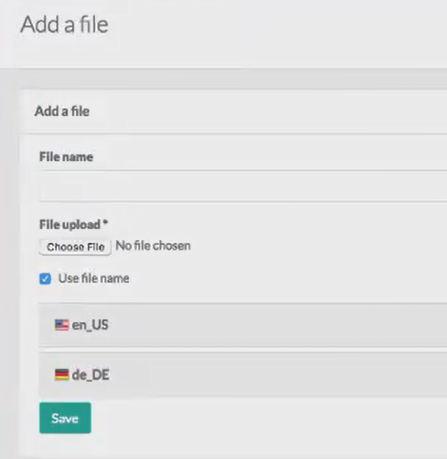 Add a file
Add a file
File name
File upload *
Choose File No file chosen
Use file name
en_US
de_DE
Save